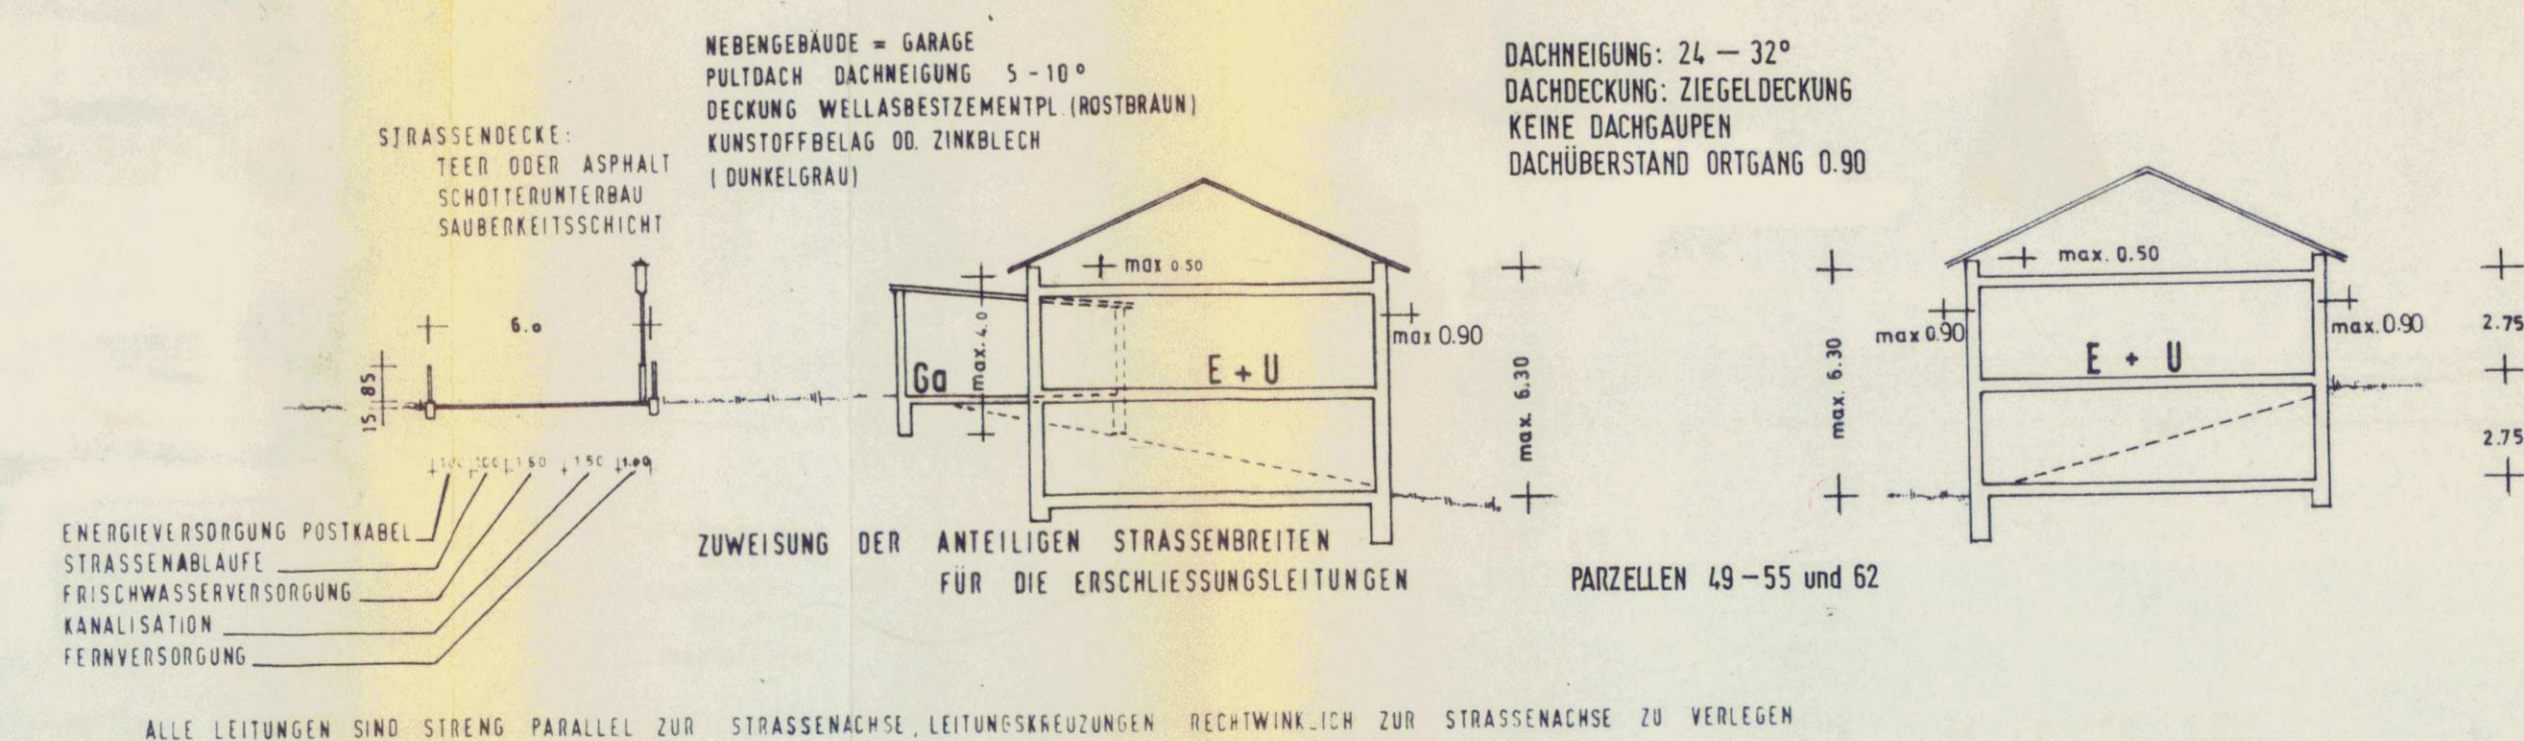 NEBENGEBÄUDE = GARAGE
PULTDACH DACHNEIGUNG 5 - 10°
DECKUNG WELLASBESTZEMENTPL. (ROSTBRAUN)
KUNSTOFFBELAG OD. ZINKBLECH
( DUNKELGRAU)
DACHNEIGUNG: 24 — 32°
DACHDECKUNG: ZIEGELDECKUNG
KEINE DACHGAUPEN
DACHÜBERSTAND ORTGANG 0.90
STRASSENDECKE:
TEER ODER ASPHALT
SCHOTTERUNTERBAU
SAUBERKEITSSCHICHT
6.0
15 85
1.00 1.00 1.50 1.50 1.00
ENERGIEVERSORGUNG POSTKABEL
STRASSENABLAUFE
FRISCHWASSERVERSORGUNG
KANALISATION
FERNVERSORGUNG
max 0.50
max. 4.0
Ga
E + U
max 0.90
max. 6.30
ZUWEISUNG DER ANTEILIGEN STRASSENBREITEN
FÜR DIE ERSCHLIESSUNGSLEITUNGEN
max. 6.30
max 0.90
max. 0.50
E + U
max. 0.90
2.75
2.75
PARZELLEN 49 – 55 und 62
ALLE LEITUNGEN SIND STRENG PARALLEL ZUR STRASSENACHSE, LEITUNGSKREUZUNGEN RECHTWINKLICH ZUR STRASSENACHSE ZU VERLEGEN